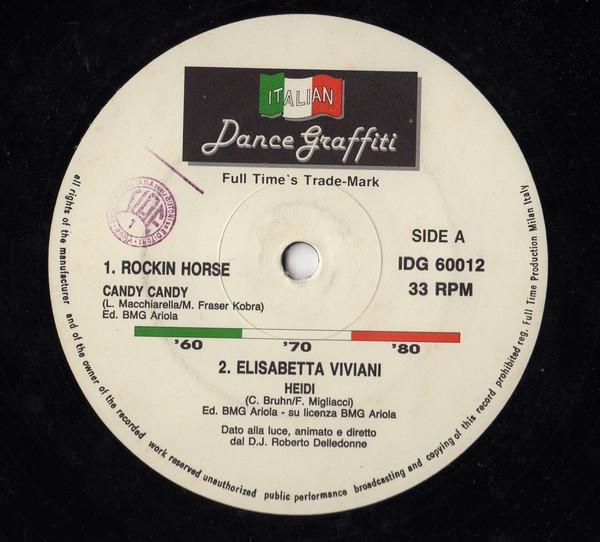 ITALIAN
Dance Graffiti
Full Time`s Trade-Mark
SIDE A
IDG 60012
33 RPM
1. ROCKIN HORSE
CANDY CANDY
(L. Macchiarella/M. Fraser Kobra)
Ed. BMG Ariola
'60 '70 '80
2. ELISABETTA VIVIANI
HEIDI
(C. Bruhn/F. Migliacci)
Ed. BMG Ariola - su licenza BMG Ariola
Dato alla luce, animato e diretto
dal D.J. Roberto Delledonne
all rights of the manufacturer and of the owner of the recorded work reserved unauthorized public performance broadcasting and copying of this record prohibited reg. Full Time Production Milan Italy